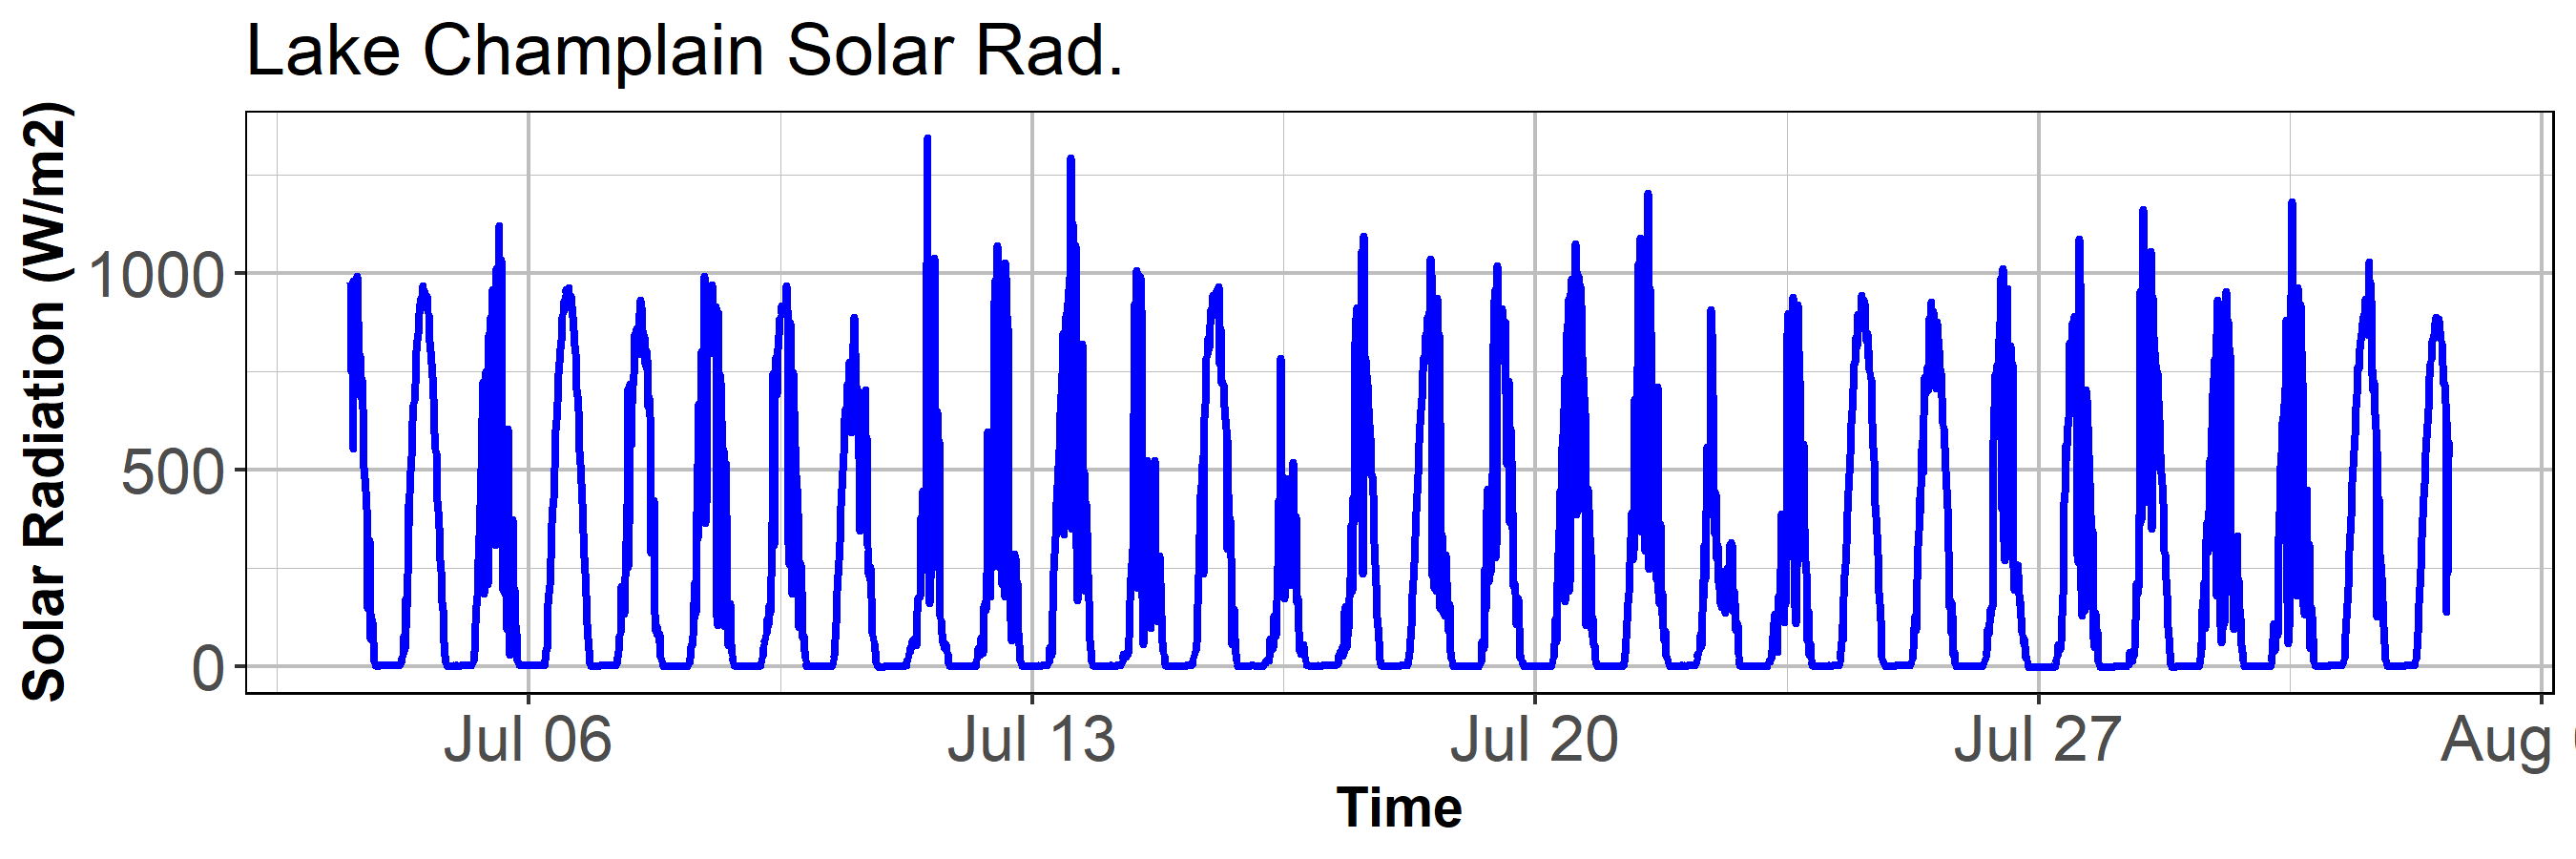 Lake Champlain Solar Rad.
Solar Radiation (W/m2)
1000
500
0
Jul 06
Jul 13
Jul 20
Jul 27
Aug
Time